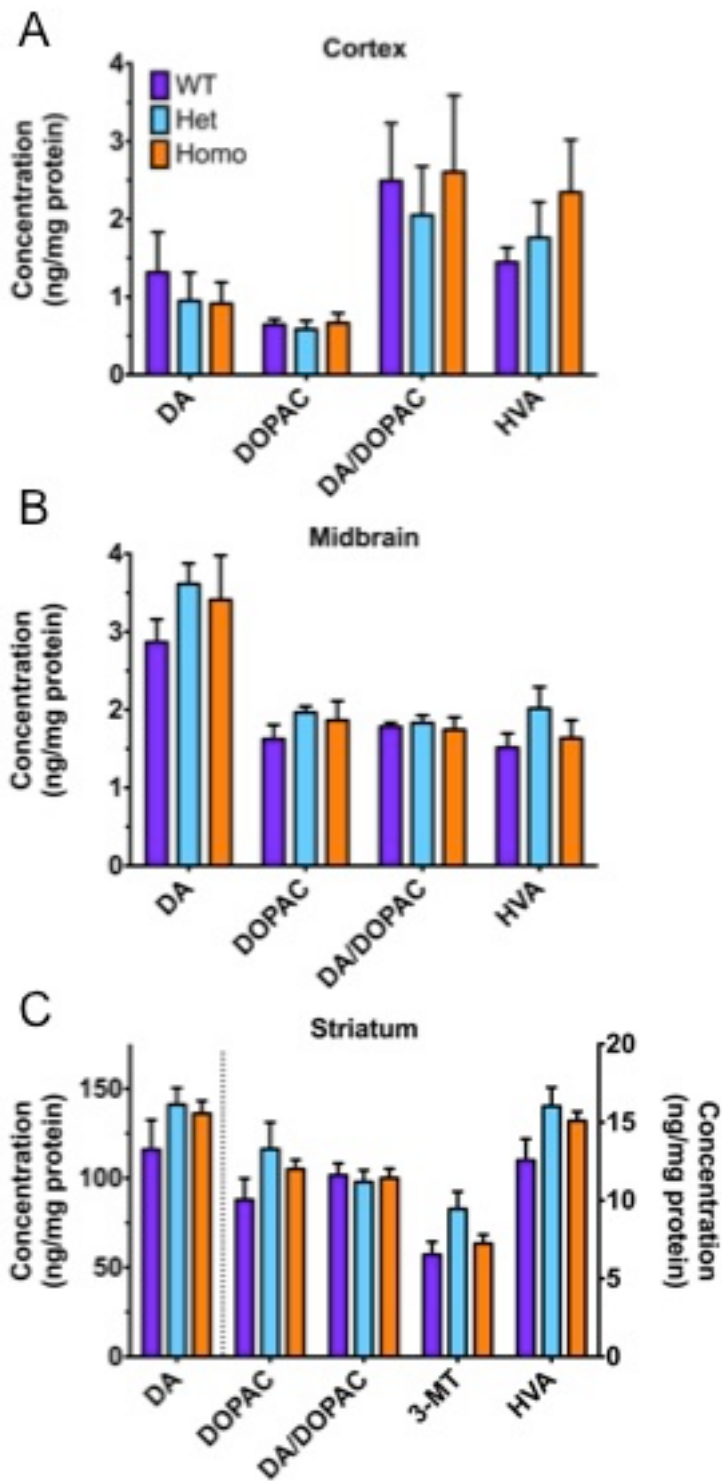 A
Cortex
4
3
2
1
0
Concentration
(ng/mg protein)
WT
Het
Homo
DA
DOPAC
DA/DOPAC
HVA
B
Midbrain
4
3
2
1
0
Concentration
(ng/mg protein)
DA
DOPAC
DA/DOPAC
HVA
C
Striatum
150
100
50
0
Concentration
(ng/mg protein)
20
15
10
5
0
Concentration
(ng/mg protein)
DA
DOPAC
DA/DOPAC
3-MT
HVA